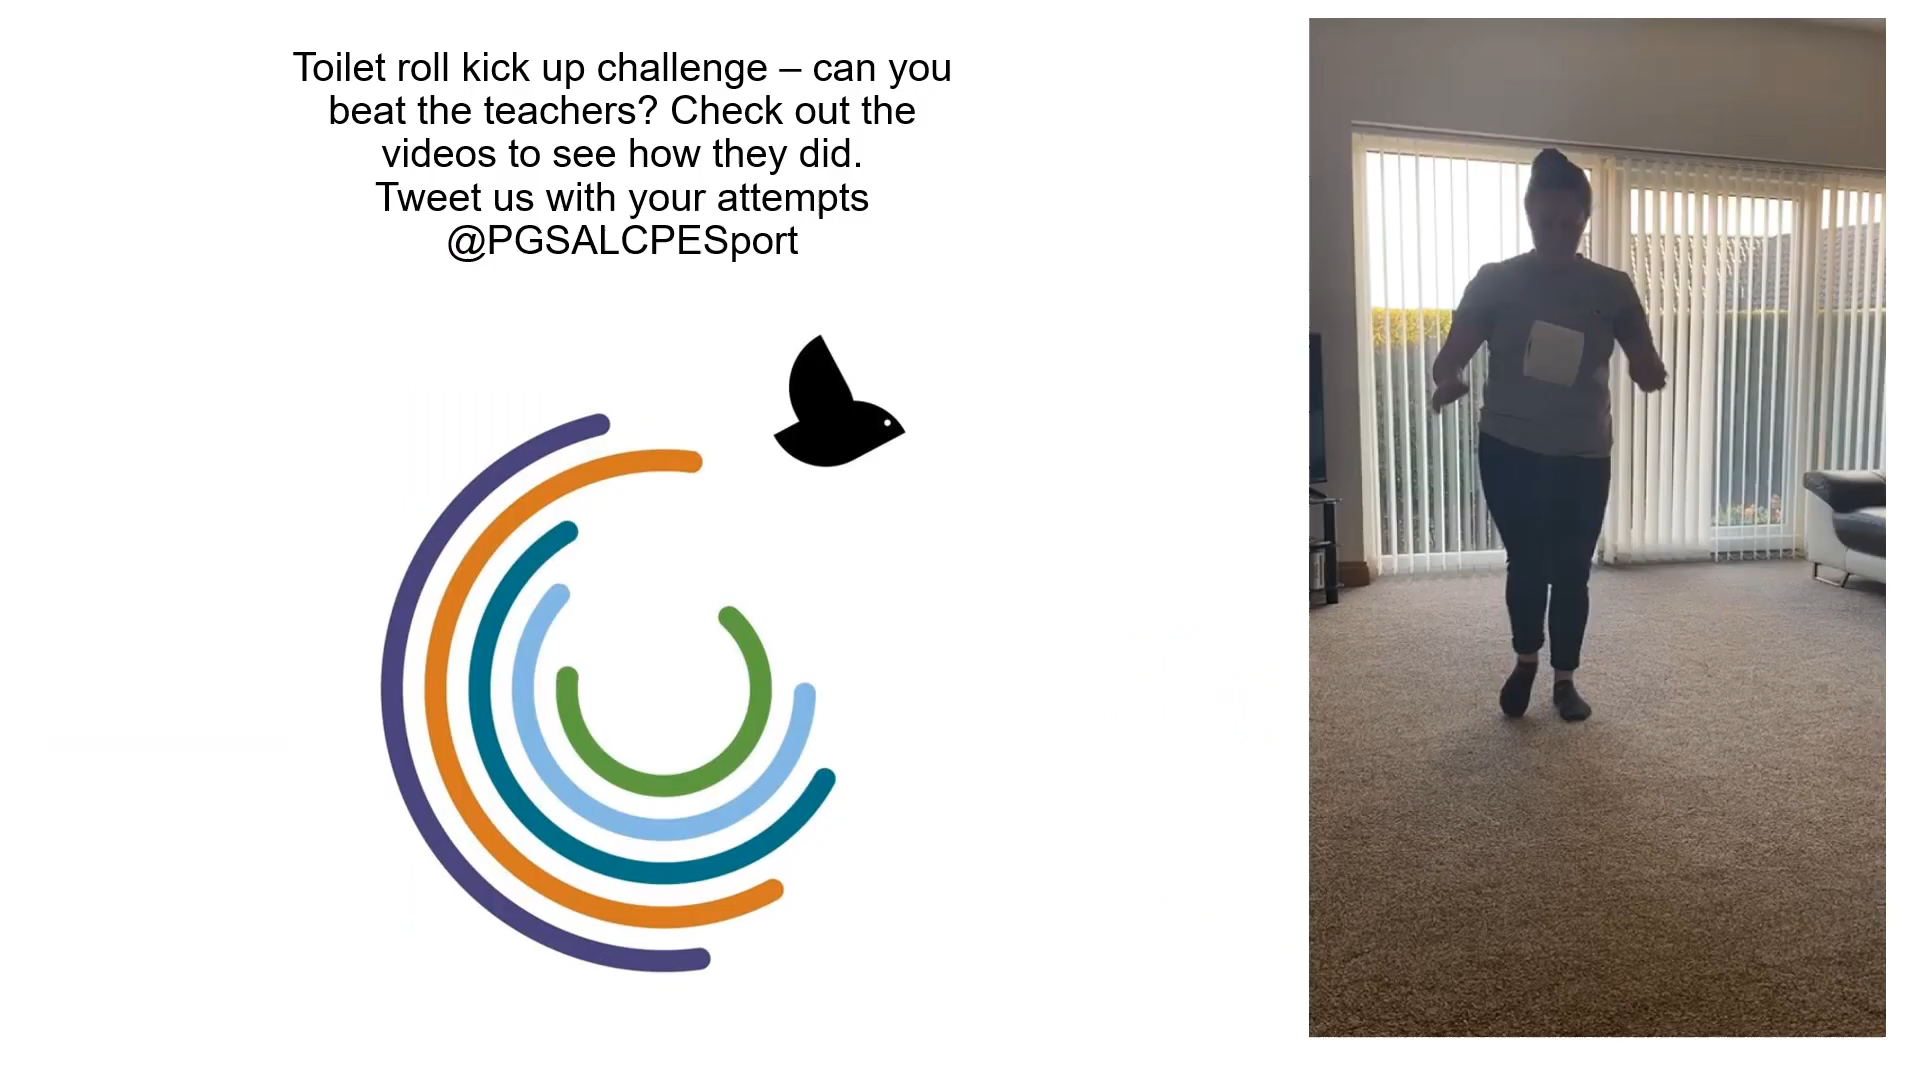 Toilet roll kick up challenge – can you
beat the teachers? Check out the
videos to see how they did.
Tweet us with your attempts
@PGSALCPESport